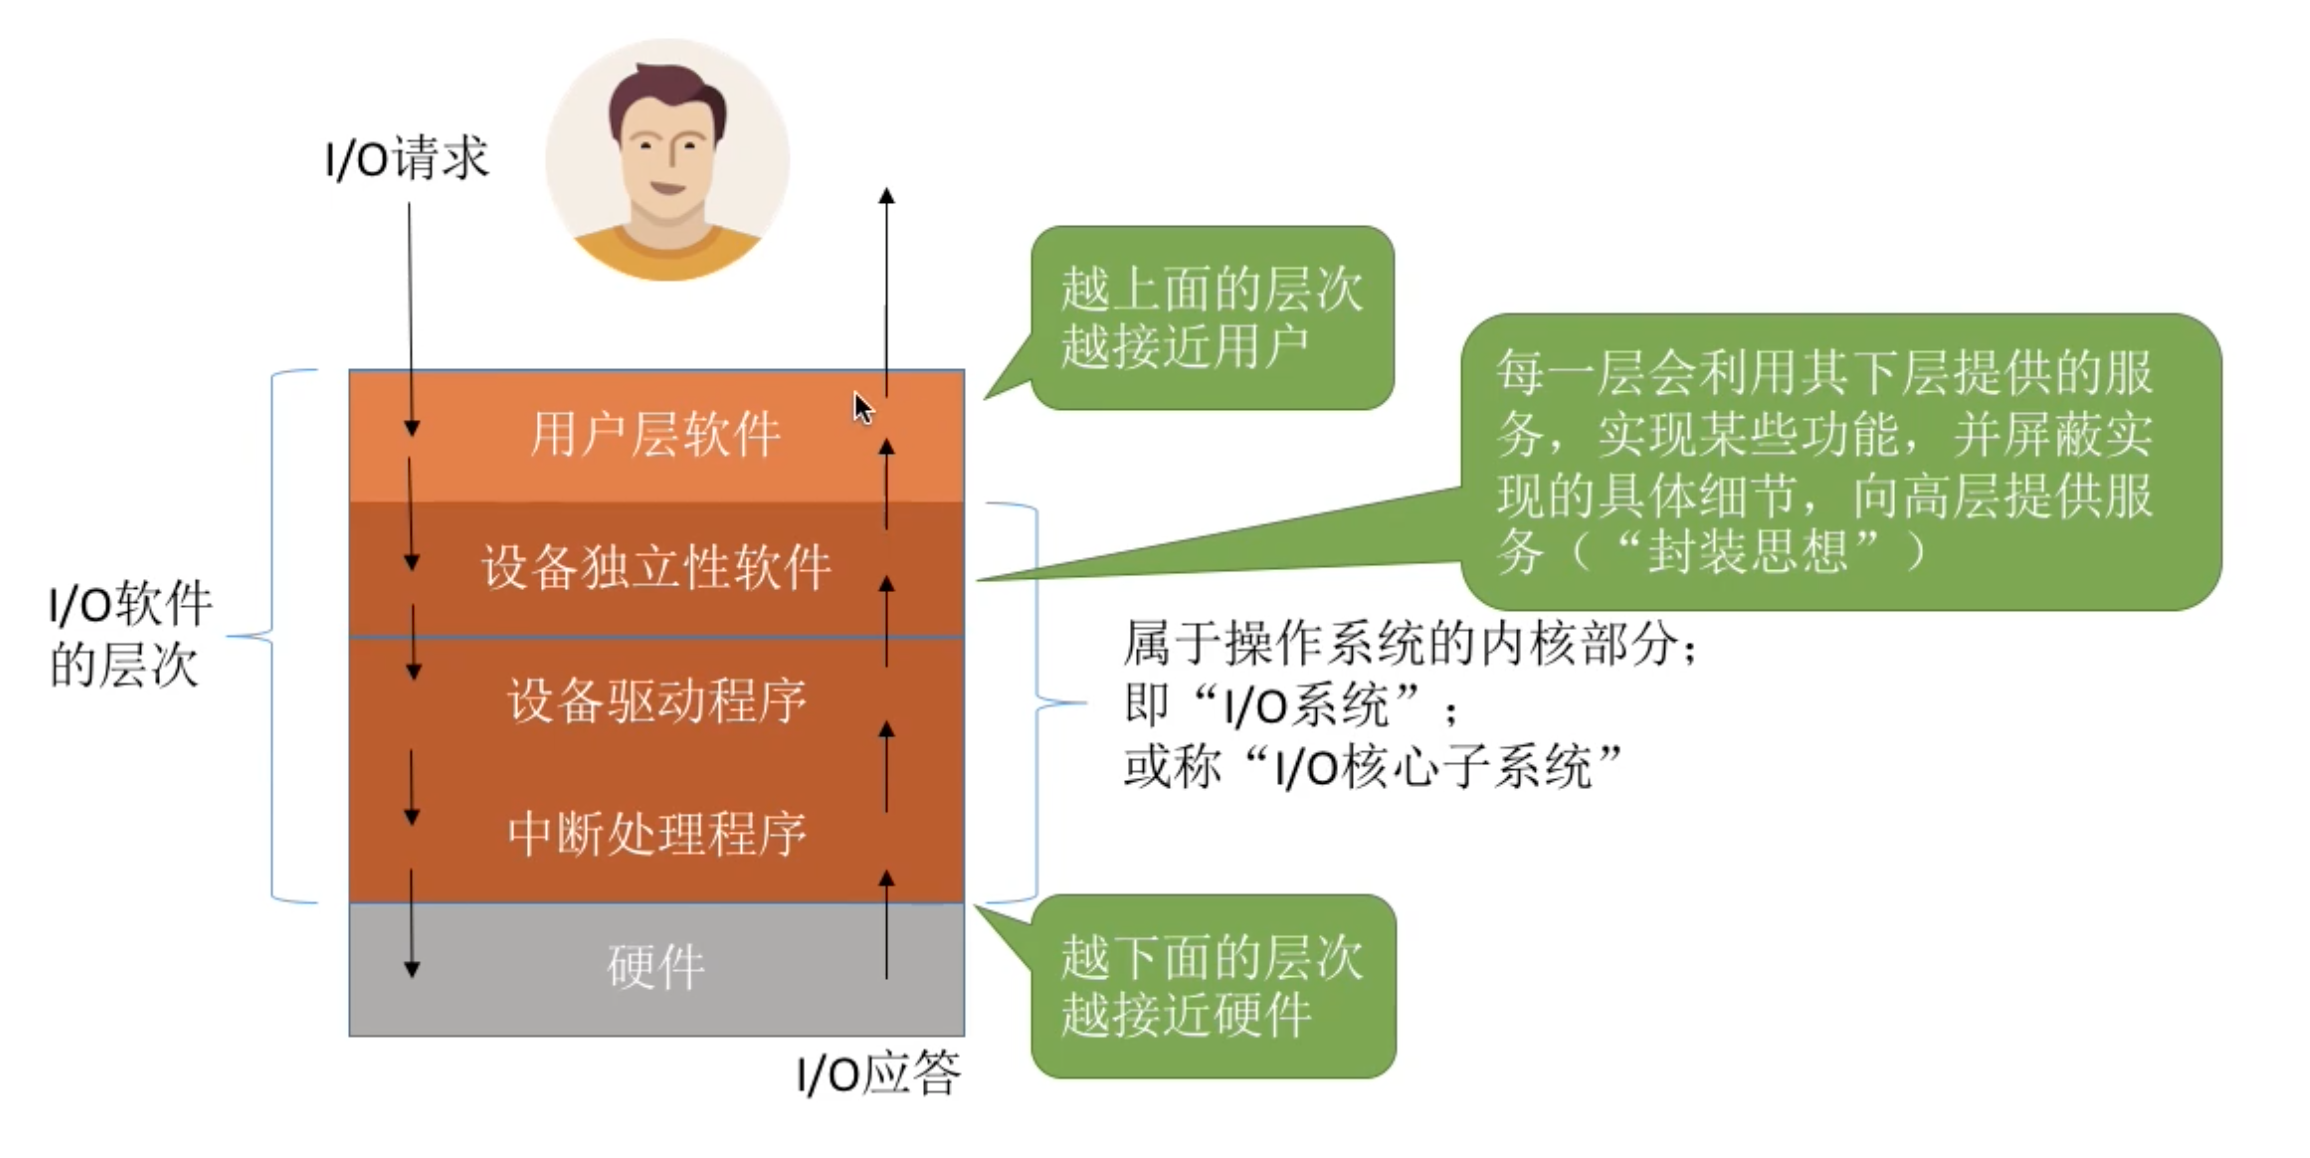 I/O请求
越上面的层次
越接近用户
每一层会利用其下层提供的服
务，实现某些功能，并屏蔽实
现的具体细节，向高层提供服
务（“封装思想”）
用户层软件
设备独立性软件
I/O软件
的层次
属于操作系统的内核部分；
即“I/O系统”；
或称“I/O核心子系统”
设备驱动程序
中断处理程序
硬件
越下面的层次
越接近硬件
I/O应答